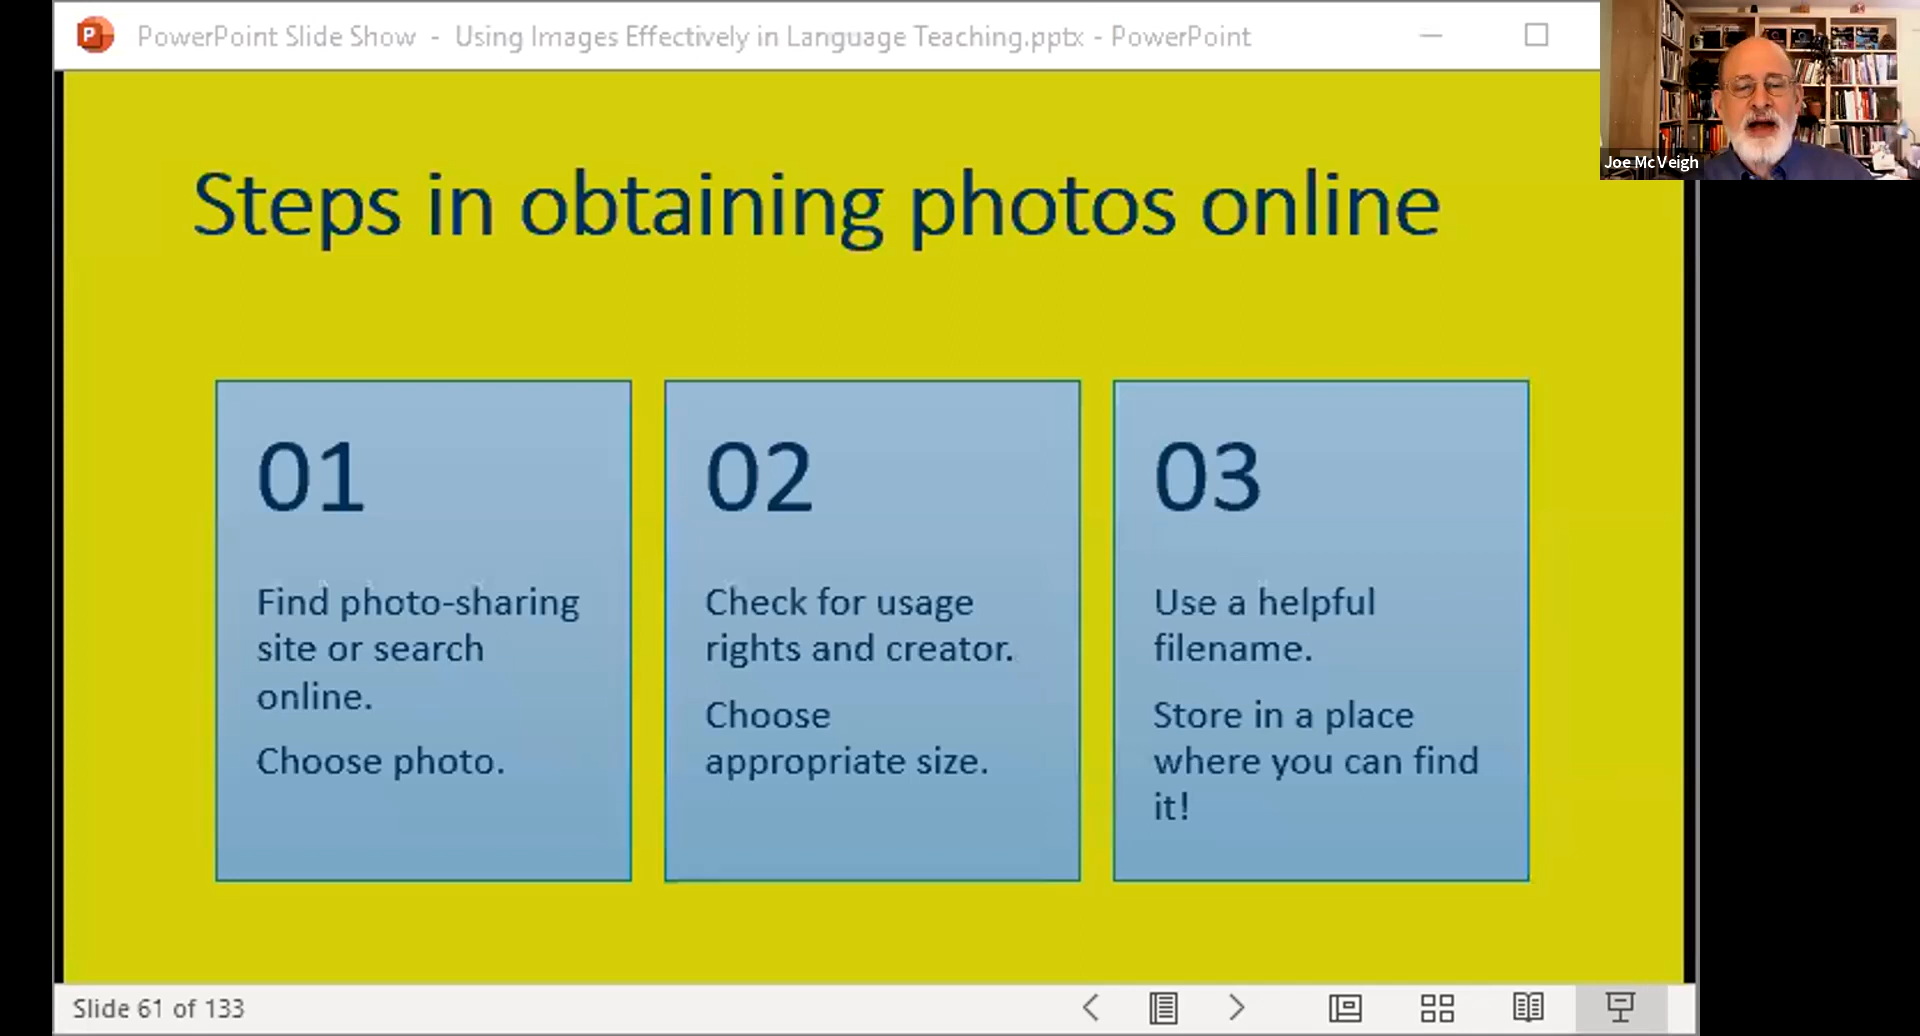 P PowerPoint Slide Show - Using Images Effectively in Language Teaching.pptx - PowerPoint
Joe McVeigh
Steps in obtaining photos online
01
Find photo-sharing
site or search
online.
Choose photo.
02
Check for usage
rights and creator.
Choose
appropriate size.
03
Use a helpful
filename.
Store in a place
where you can find
it!
Slide 61 of 133